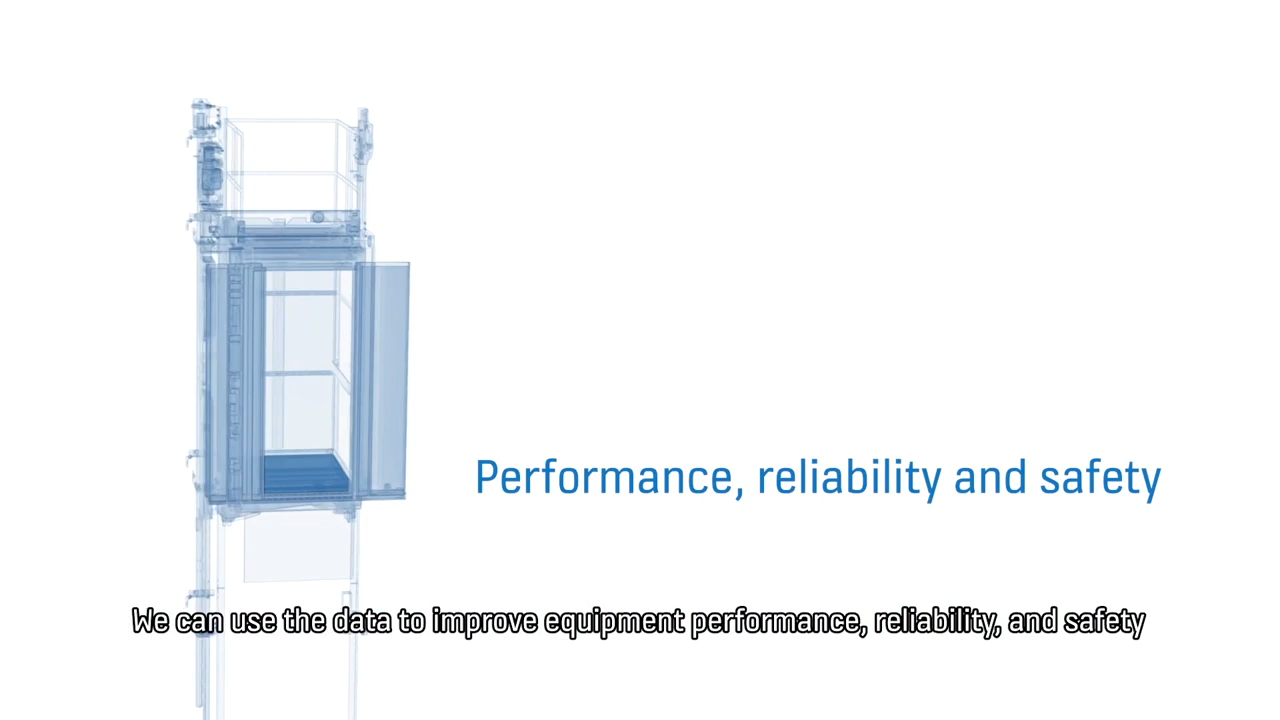 Performance, reliability and safety
We can use the data to improve equipment performance, reliability, and safety